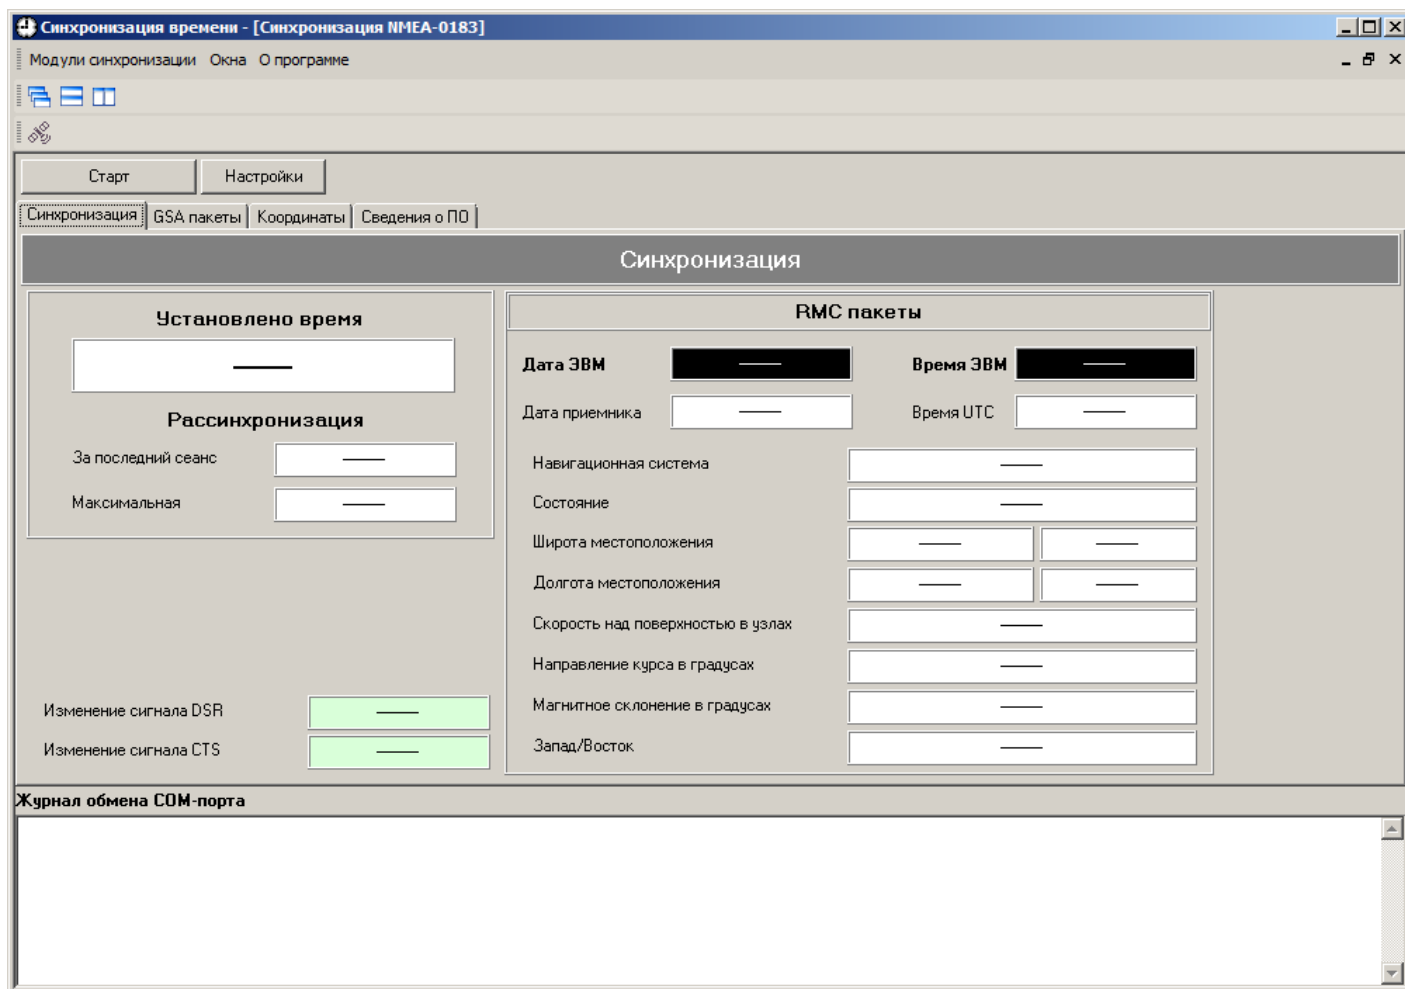 Синхронизация времени - [Синхронизация NMEA-0183]
Модули синхронизации Окна О программе
Старт Настройки
Синхронизация GSA пакеты Координаты Сведения о ПО
Синхронизация
Установлено время
——
Рассинхронизация
За последний сеанс ——
Максимальная ——
Изменение сигнала DSR ——
Изменение сигнала CTS ——
RMC пакеты
Дата ЭВМ —— Время ЭВМ ——
Дата приемника —— Время UTC ——
Навигационная система ——
Состояние ——
Широта местоположения —— ——
Долгота местоположения —— ——
Скорость над поверхностью в узлах ——
Направление курса в градусах ——
Магнитное склонение в градусах ——
Запад/Восток ——
Журнал обмена COM-порта